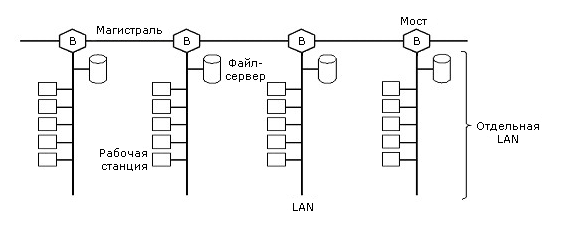 Мост
Магистраль
B
B
B
B
Файл-
сервер
Отдельная
LAN
Рабочая
станция
LAN